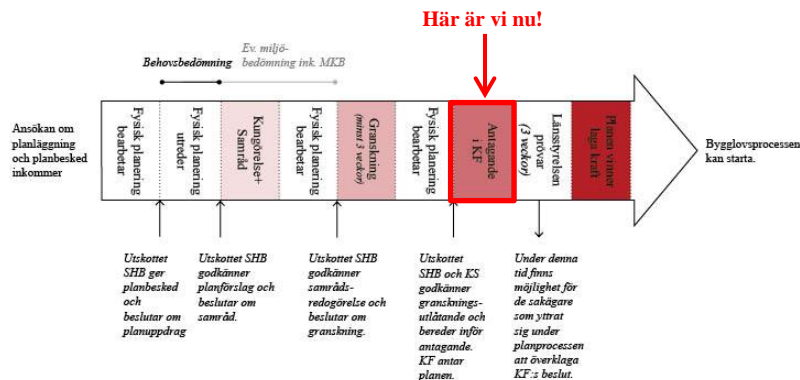 Här är vi nu!
Ev. miljö-
bedömning ink. MKB
Behovsbedömning
Ansökan om
planläggning
och planbesked
inkommer
Fysisk planering
bearbetar
Fysisk planering
utreder
Kungörelse+
Samråd
Fysisk planering
bearbetar
Granskning
(minst 3 veckor)
Fysisk planering
bearbetar
Antagande
i KF
Länsstyrelsen
prövar
(3 veckor)
Planen vinner
laga kraft
Bygglovsprocessen
kan starta.
Utskottet
SHB ger
planbesked
och
beslutar om
planuppdrag
Utskottet SHB
godkänner
planförslag och
beslutar om
samråd.
Utskottet SHB
godkänner
samråds-
redogörelse och
beslutar om
granskning.
Utskottet
SHB och KS
godkänner
gransknings-
utlåtande och
bereder inför
antagande.
KF antar
planen.
Under denna
tid finns
möjlighet för
de sakägare
som yttrat
sig under
planprocessen
att överklaga
KF:s beslut.